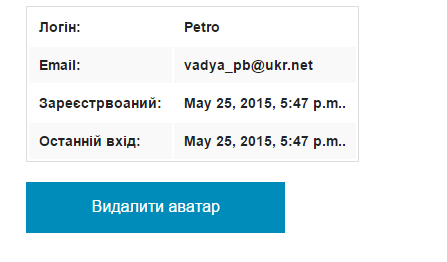 Логін: Petro
Email: vadya_pb@ukr.net
Зареєстрвоаний: May 25, 2015, 5:47 p.m..
Останній вхід: May 25, 2015, 5:47 p.m..
Видалити аватар